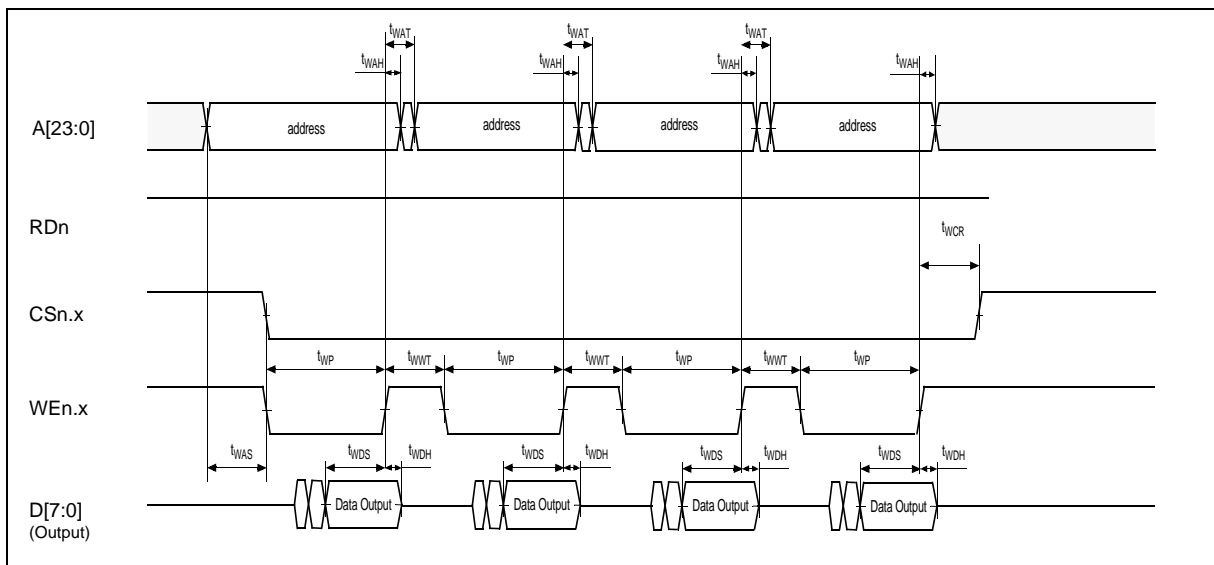 tWAT tWAT tWAT
tWAH tWAH tWAH tWAH
A[23:0] address address address address
RDn
tWCR
CSn.x
tWP tWWT tWP tWWT tWP tWWT tWP
WEn.x
tWAS tWDS tWDH tWDS tWDH tWDS tWDH tWDS tWDH
D[7:0] Data Output Data Output Data Output Data Output
(Output)